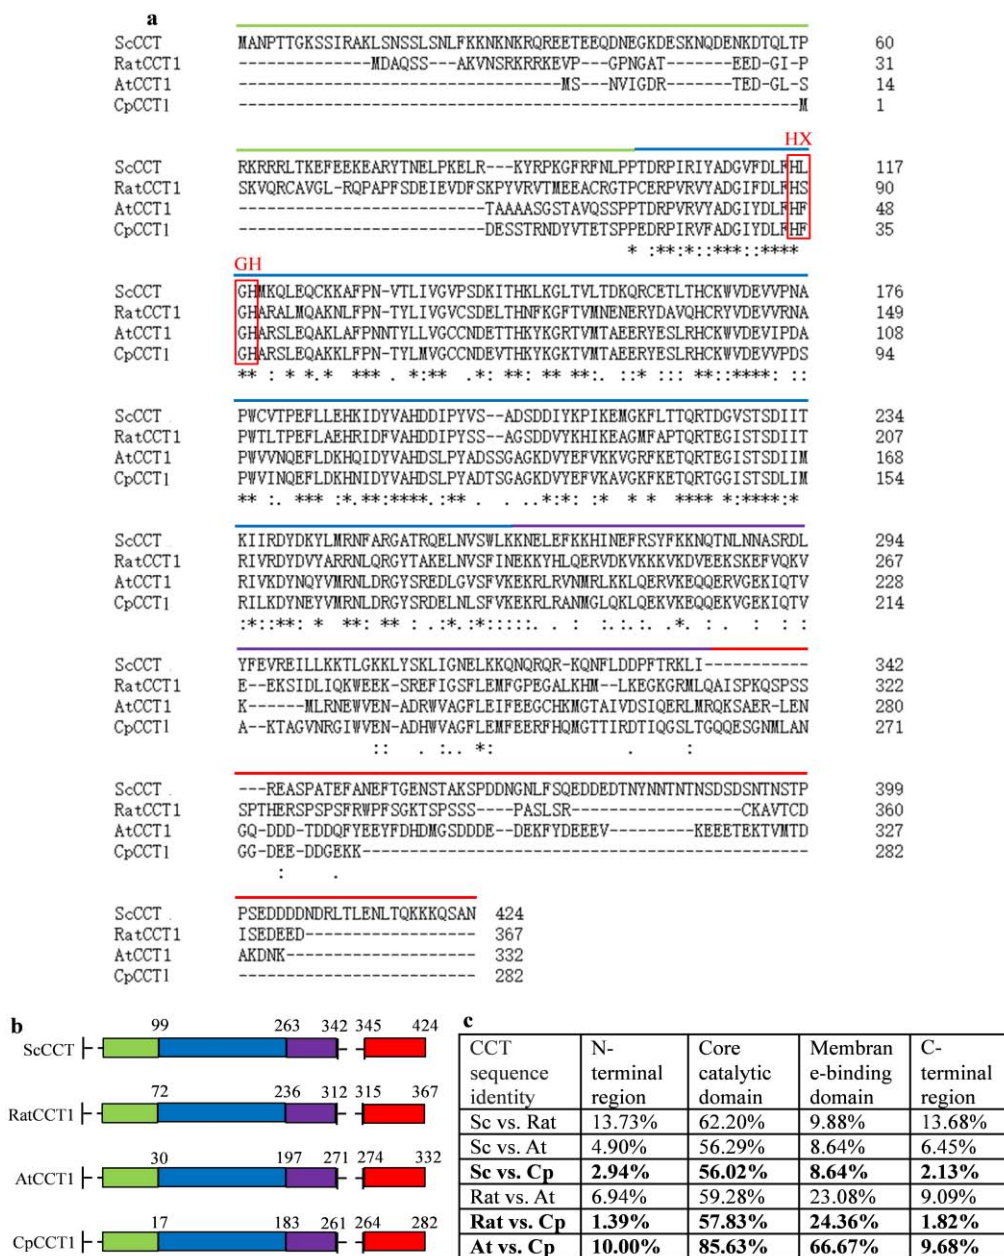 a
ScCCT MANPTTGKSSIRAKLSNSSLSNLFKKNKNKRQREETEEQDNEGKDESKNQDENKDTQLTP 60
RatCCT1 --------------MDAQSS---AKVNSRKRRKEVP---GPNGAT------EED-GI-P 31
AtCCT1 ----------------------------------MS---NVIGDR------TED-GL-S 14
CpCCT1 -----------------------------------------------------------M 1
HX
ScCCT RKRRRLTKEFEEKEARYTNELPKELR---KYRPKGFRFNLPPTDRPIRIYADGVFDLFHL 117
RatCCT1 SKVQRCAVGL-RQPAPFSDEIEVDFSKPYVRVTMEEACRGTPCERPVRVYADGIFDLFHS 90
AtCCT1 --------------------------TAAAASGSTAVQSSPPTDRPVRVYADGIYDLFHF 48
CpCCT1 --------------------------DESSTRNDYVTETSPPEDRPIRVFADGIYDLFHF 35
* :**:*:***::****
GH
ScCCT GHMKQLEQCKKAFPN-VTLIVGVPSDKITHKLKGLTVLTDKQRCETLTHCKWVDEVVPNA 176
RatCCT1 GHARALMQAKNLFPN-TYLIVGVCSDELTHNFKGFTVMNENERYDAVQHCRYVDEVVRNA 149
AtCCT1 GHARSLEQAKLAFPNNTYLLVGCCNDETTHKYKGRTVMTAEERYESLRHCKWVDEVIPDA 108
CpCCT1 GHARSLEQAKKLFPN-TYLMVGCCNDEVTHKYKGKTVMTAEERYESLRHCKWVDEVVPDS 94
** : * *.* *** . *:** .*: **: ** **:. ::* :: **::****: ::
ScCCT PWCVTPEFLLEHKIDYVAHDDIPYVS--ADSDDIYKPIKEMGKFLTTQRTDGVSTSDIIT 234
RatCCT1 PWTLTPEFLAEHRIDFVAHDDIPYSS--AGSDDVYKHIKEAGMFAPTQRTEGISTSDIIT 207
AtCCT1 PWVVNQEFLDKHQIDYVAHDSLPYADSSGAGKDVYEFVKKVGRFKETQRTEGISTSDIIM 168
CpCCT1 PWVINQEFLDKHNIDYVAHDSLPYADTSGAGKDVYEFVKAVGKFKETQRTGGISTSDLIM 154
** :. *** :* **:****.:** . . ..*:*: :* * * **** *:****:*
ScCCT KIIRDYDKYLMRNFARGATRQELNVSWLKKNELEFKKHINEFRSYFKKNQTNLNNASRDL 294
RatCCT1 RIVRDYDVYARRNLQRGYTAKELNVSFINEKKYHLQERVDKVKKKVKDVEEKSKEFVQKV 267
AtCCT1 RIVKDYNQYVMRNLDRGYSREDLGVSFVKEKRLRVNMRLKKLQERVKEQQERVGEKIQTV 228
CpCCT1 RILKDYNEYVMRNLDRGYSRDELNLSFVKEKRLRANMGLQKLQEKVKEQQEKVGEKIQTV 214
:*::**: * **: ** : .:*.:*:::::. . :.:.:. .*. : . : : :
ScCCT YFEVREILLKKTLGKKLYSKLIGNELKKQNQRQR-KQNFLDDPFTRKLI----------- 342
RatCCT1 E--EKSIDLIQKWEEK-SREFIGSFLEMFGPEGALKHM--LKEGKGRMLQAISPKQSPSS 322
AtCCT1 K------MLRNEWVEN-ADRWVAGFLEIFEEGCHKMGTAIVDSIQERLMRQKSAER-LEN 280
CpCCT1 A--KTAGVNRGIWVEN-ADHWVAGFLEMFEERFHQMGTTIRDTIQGSLTGQQESGNMLAN 271
:: . :.. *: . :
ScCCT ---REASPATEFANEFTGENSTAKSPDDNGNLFSQEDDEDTNYNNTNTNSDSDSNTNSTP 399
RatCCT1 SPTHERSPSPSFRWPFSGKTSPSSS---PASLSR------------------CKAVTCD 360
AtCCT1 GQ-DDD-TDDQFYEEYFDHDMGSDDDE--DEKFYDEEEV----------KEEETEKTVMTD 327
CpCCT1 GG-DEE-DDGEKK----------------------------------------------- 282
: .
ScCCT PSEDDDDNDRLTLENLTQKKKQSAN 424
RatCCT1 ISEDEED------------------ 367
AtCCT1 AKDNK-------------------- 332
CpCCT1 ------------------------- 282
b
99 263 342 345 424
ScCCT
72 236 312 315 367
RatCCT1
30 197 271 274 332
AtCCT1
17 183 261 264 282
CpCCT1
c
CCT sequence identity N-terminal region Core catalytic domain Membran e-binding domain C-terminal region
Sc vs. Rat 13.73% 62.20% 9.88% 13.68%
Sc vs. At 4.90% 56.29% 8.64% 6.45%
Sc vs. Cp 2.94% 56.02% 8.64% 2.13%
Rat vs. At 6.94% 59.28% 23.08% 9.09%
Rat vs. Cp 1.39% 57.83% 24.36% 1.82%
At vs. Cp 10.00% 85.63% 66.67% 9.68%